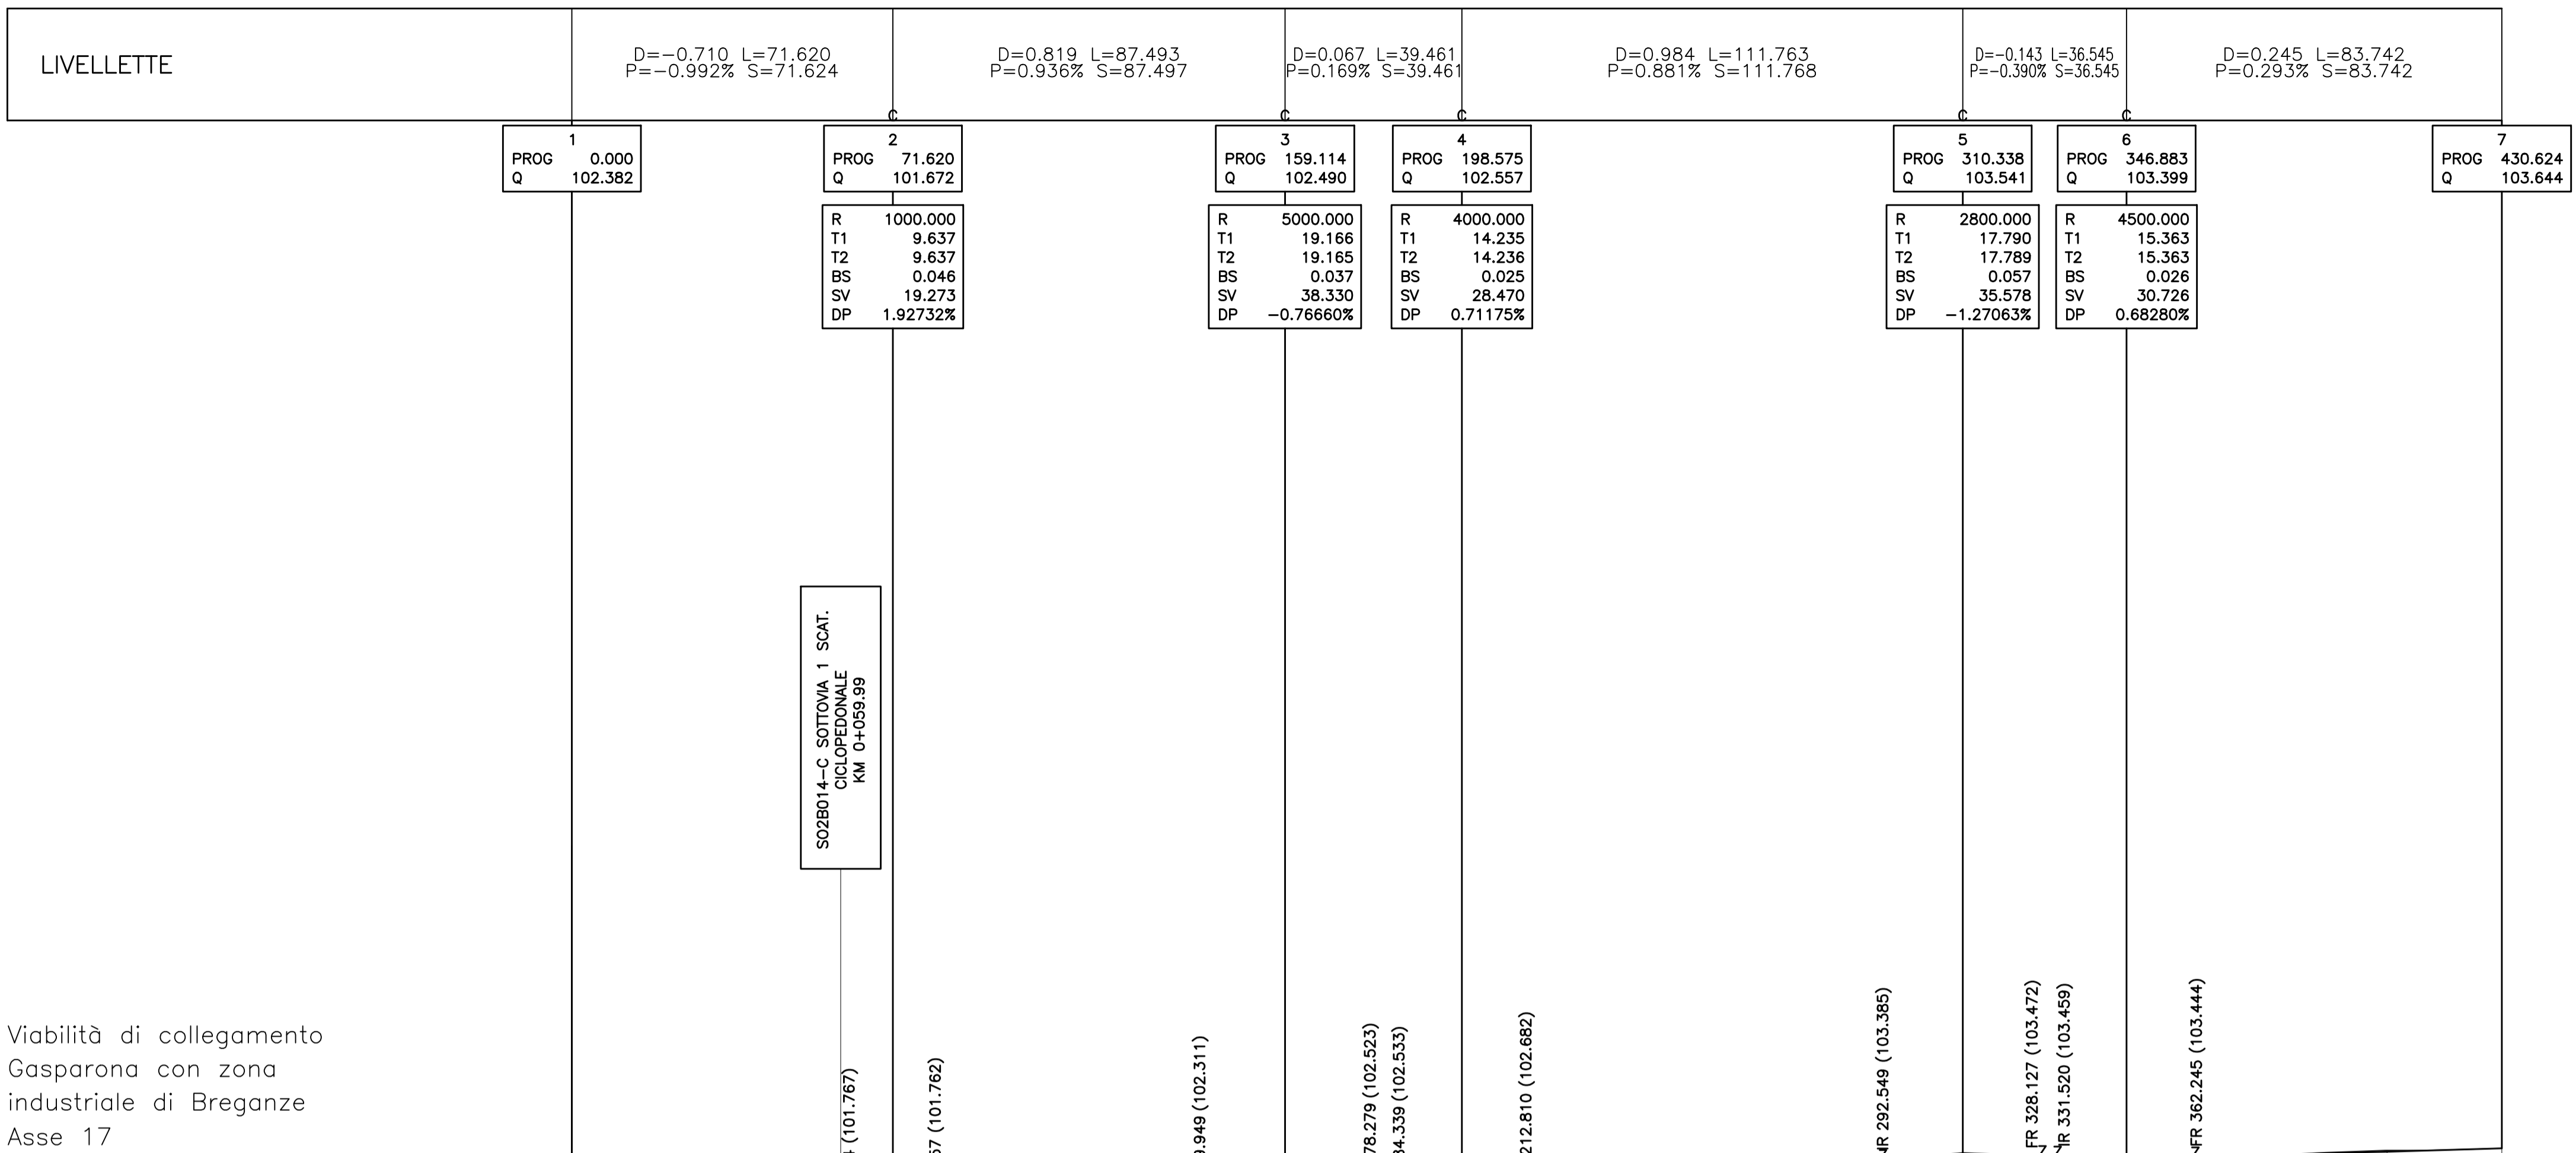 LIVELLETTE
D=−0.710 L=71.620
P=−0.992% S=71.624
D=0.819 L=87.493
P=0.936% S=87.497
D=0.067 L=39.461
P=0.169% S=39.461
D=0.984 L=111.763
P=0.881% S=111.768
D=−0.143 L=36.545
P=−0.390% S=36.545
D=0.245 L=83.742
P=0.293% S=83.742
C C C C C
1
PROG 0.000
Q 102.382
2
PROG 71.620
Q 101.672
3
PROG 159.114
Q 102.490
4
PROG 198.575
Q 102.557
5
PROG 310.338
Q 103.541
6
PROG 346.883
Q 103.399
7
PROG 430.624
Q 103.644
R 1000.000
T1 9.637
T2 9.637
BS 0.046
SV 19.273
DP 1.92732%
R 5000.000
T1 19.166
T2 19.165
BS 0.037
SV 38.330
DP −0.76660%
R 4000.000
T1 14.235
T2 14.236
BS 0.025
SV 28.470
DP 0.71175%
R 2800.000
T1 17.790
T2 17.789
BS 0.057
SV 35.578
DP −1.27063%
R 4500.000
T1 15.363
T2 15.363
BS 0.026
SV 30.726
DP 0.68280%
SO2B014−C SOTTOVIA 1 SCAT.
CICLOPEDONALE
KM 0+059.99
(101.767)
57 (101.762)
.949 (102.311)
78.279 (102.523)
34.339 (102.533)
212.810 (102.682)
IR 292.549 (103.385)
FR 328.127 (103.472)
IR 331.520 (103.459)
FR 362.245 (103.444)
Viabilità di collegamento
Gasparona con zona
industriale di Breganze
Asse 17